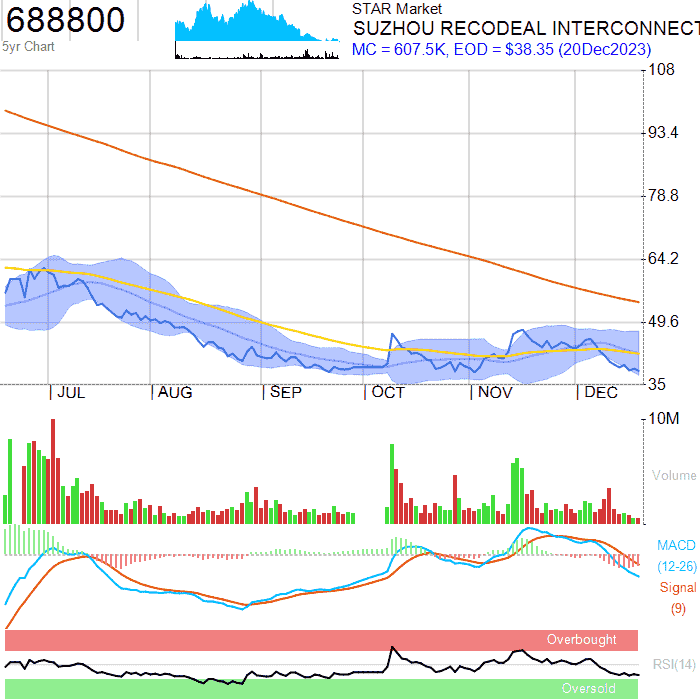 688800
5yr Chart
STAR Market
SUZHOU RECODEAL INTERCONNECT
MC = 607.5K, EOD = $38.35 (20Dec2023)
108
93.4
78.8
64.2
49.6
35
JUL
AUG
SEP
OCT
NOV
DEC
10M
Volume
MACD
(12-26)
Signal
(9)
Overbought
RSI(14)
Oversold